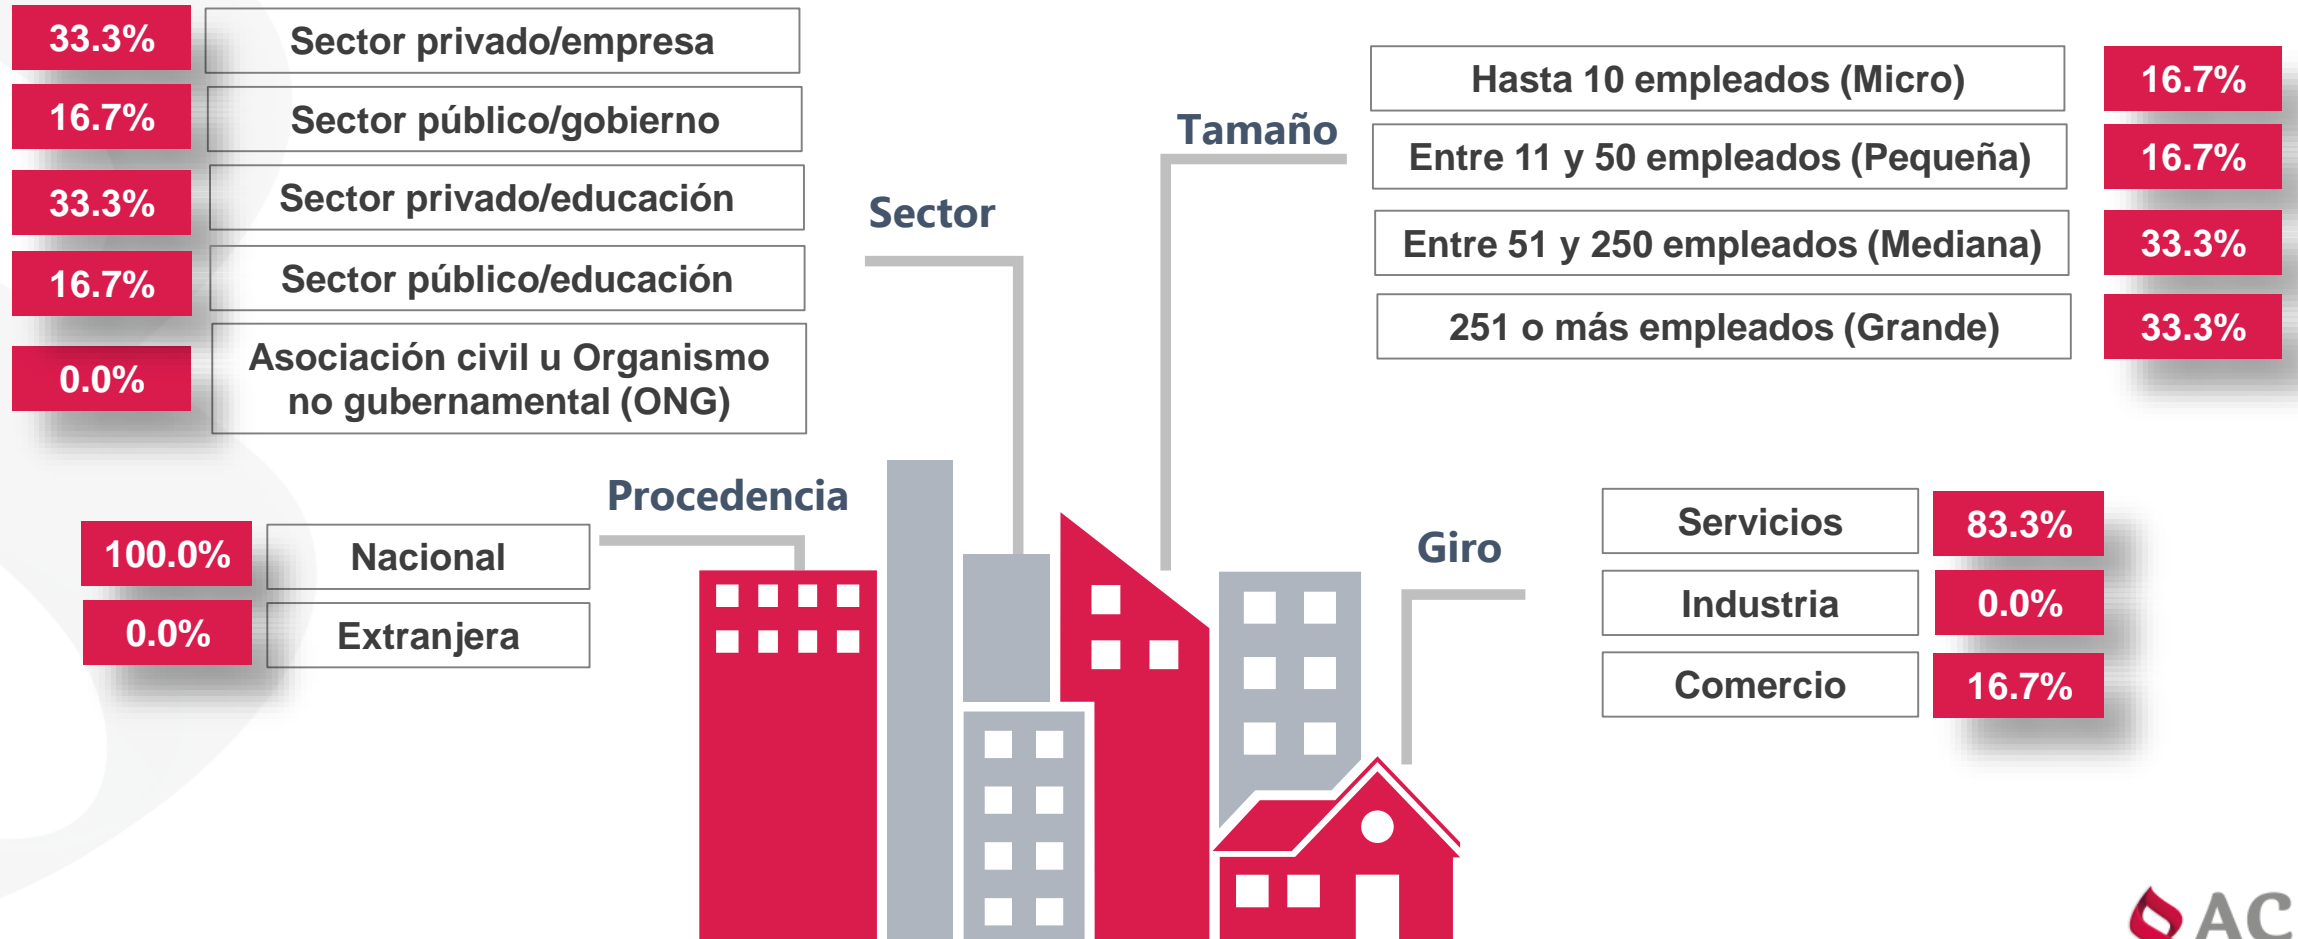 33.3% Sector privado/empresa
16.7% Sector público/gobierno
33.3% Sector privado/educación
16.7% Sector público/educación
0.0% Asociación civil u Organismo
no gubernamental (ONG)
Sector
Tamaño
Hasta 10 empleados (Micro) 16.7%
Entre 11 y 50 empleados (Pequeña) 16.7%
Entre 51 y 250 empleados (Mediana) 33.3%
251 o más empleados (Grande) 33.3%
Procedencia
100.0% Nacional
0.0% Extranjera
Giro
Servicios 83.3%
Industria 0.0%
Comercio 16.7%
AC